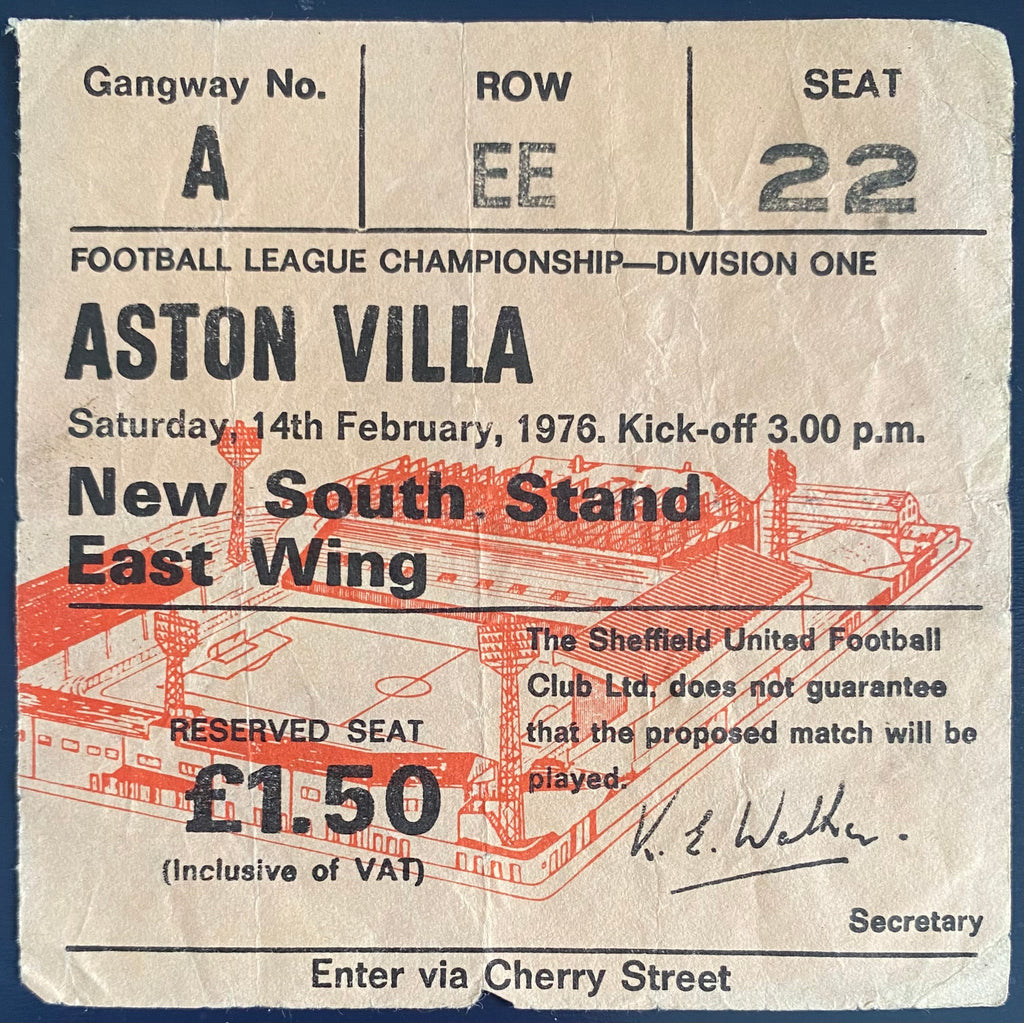 Gangway No. ROW SEAT
A EE 22
FOOTBALL LEAGUE CHAMPIONSHIP—DIVISION ONE
ASTON VILLA
Saturday, 14th February, 1976. Kick-off 3.00 p.m.
New South Stand
East Wing
The Sheffield United Football
Club Ltd. does not guarantee
that the proposed match will be
played.
RESERVED SEAT
£1.50
(Inclusive of VAT)
K. E. Walker.
Secretary
Enter via Cherry Street